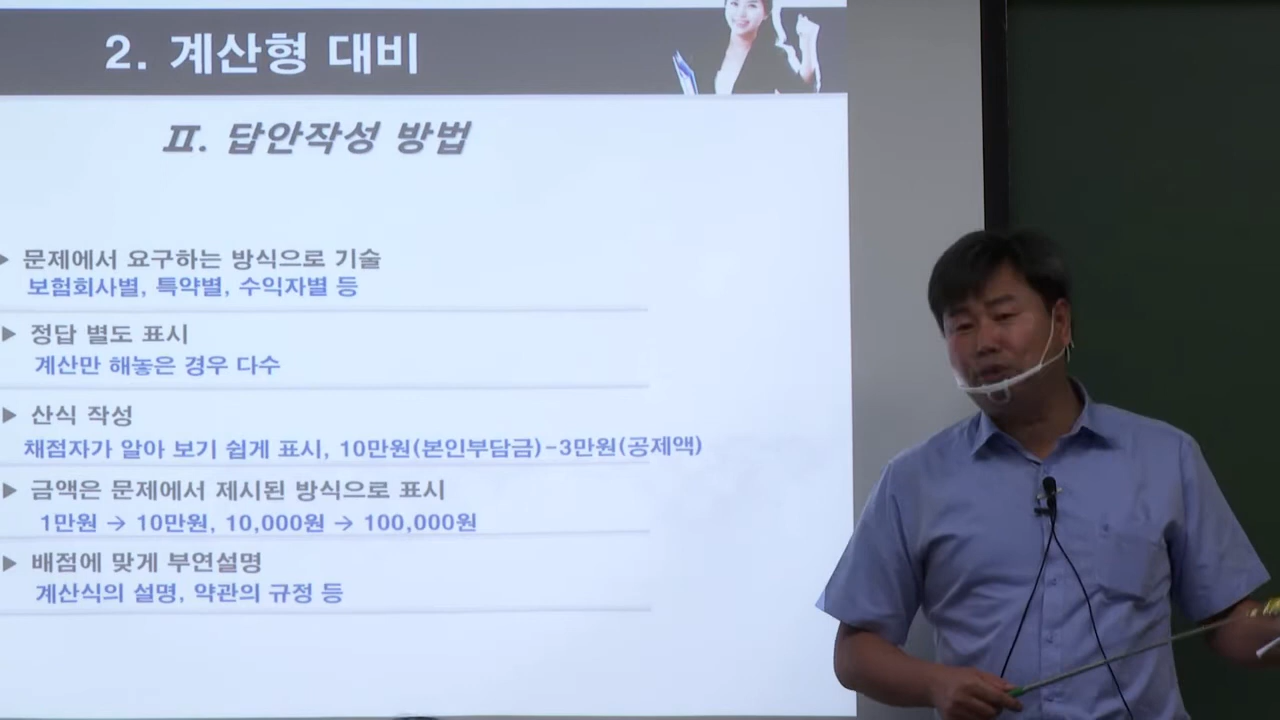 2. 계산형 대비
Ⅱ. 답안작성 방법
▶ 문제에서 요구하는 방식으로 기술
보험회사별, 특약별, 수익자별 등
▶ 정답 별도 표시
계산만 해놓은 경우 다수
▶ 산식 작성
채점자가 알아 보기 쉽게 표시, 10만원(본인부담금)-3만원(공제액)
▶ 금액은 문제에서 제시된 방식으로 표시
1만원 → 10만원, 10,000원 → 100,000원
▶ 배점에 맞게 부연설명
계산식의 설명, 약관의 규정 등